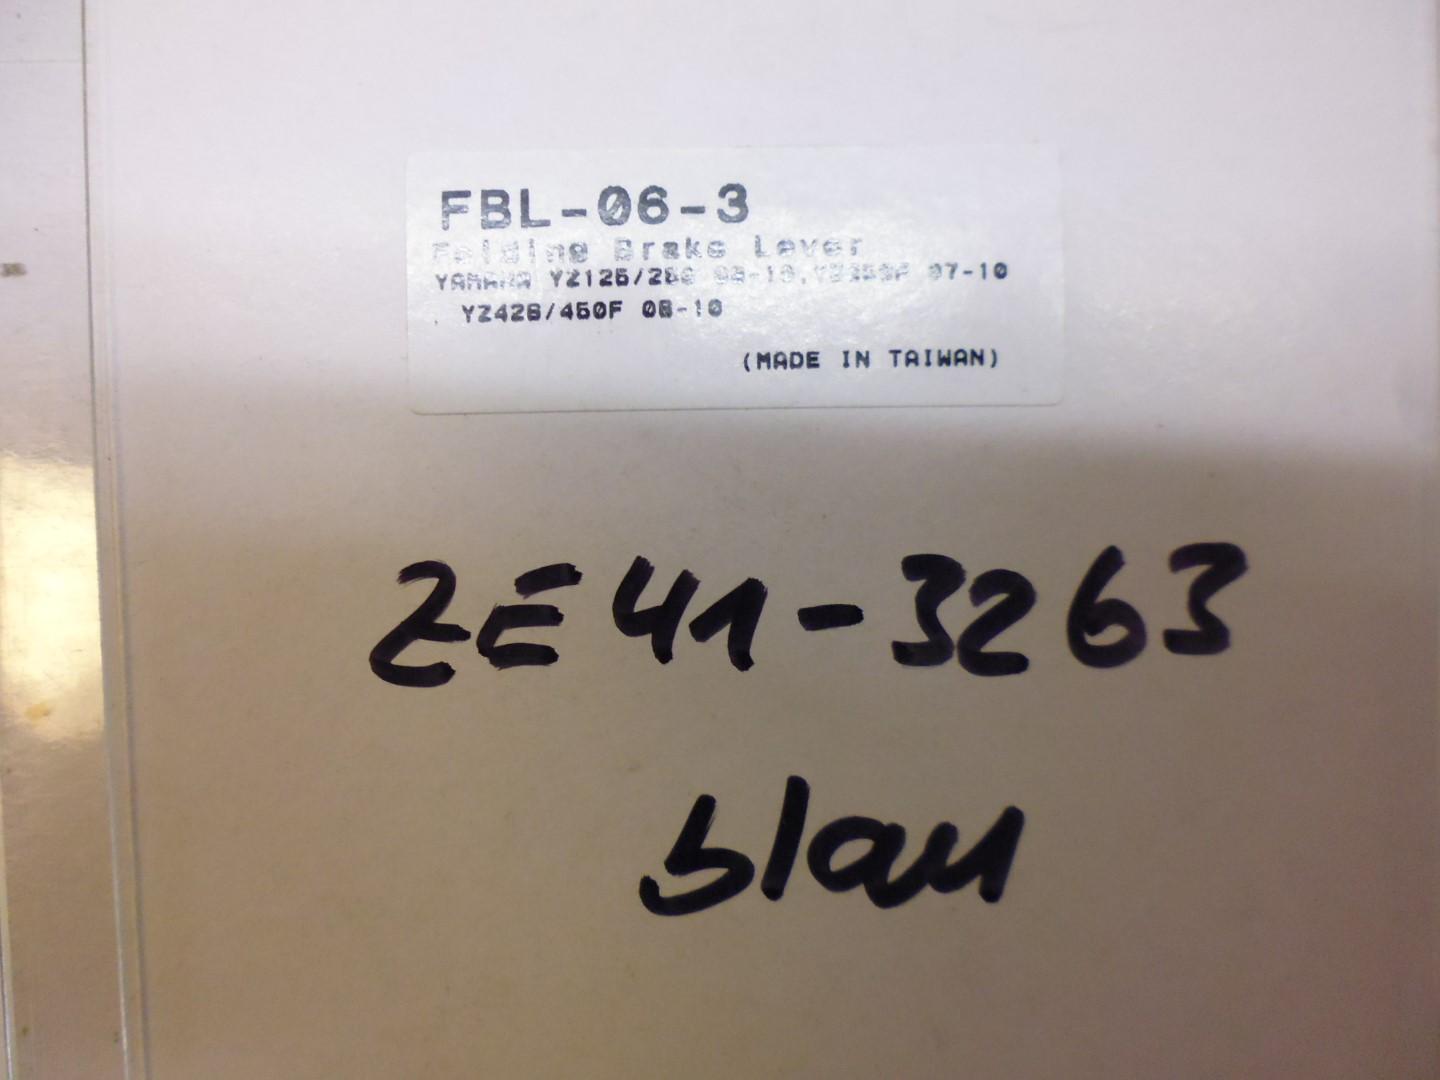 FBL-06-3
Folding Brake Lever
YAMAHA YZ125/250 08-10, 07-10
YZ426/450F 08-10
(MADE IN TAIWAN)
ZE41-3263
blau